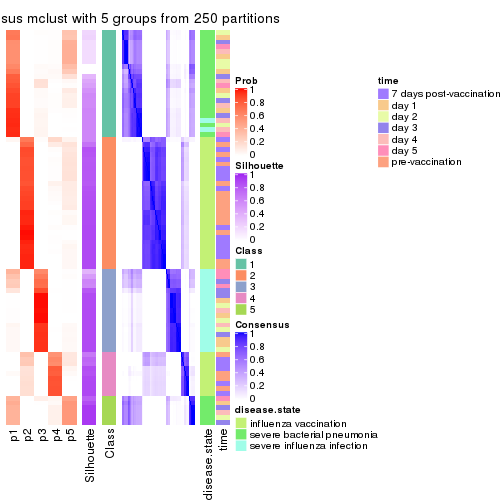 sus mclust with 5 groups from 250 partitions
Prob
1
0.8
0.6
0.4
0.2
0
Silhouette
1
0.8
0.6
0.4
0.2
0
Class
1
2
3
4
5
Consensus
1
0.8
0.6
0.4
0.2
0
disease.state
influenza vaccination
severe bacterial pneumonia
severe influenza infection
time
7 days post-vaccination
day 1
day 2
day 3
day 4
day 5
pre-vaccination
p1
p2
p3
p4
p5
Silhouette
Class
disease.state
time